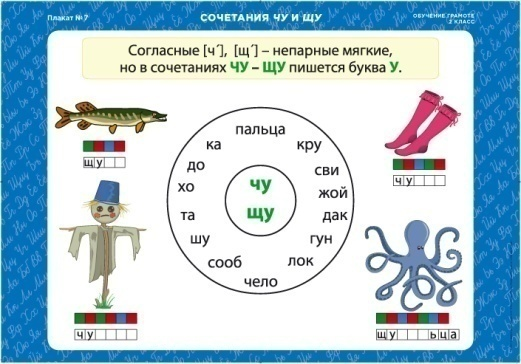 Плакат № 7
СОЧЕТАНИЯ ЧУ И ЩУ
ОБУЧЕНИЕ ГРАМОТЕ
2 КЛАСС
Согласные [ч´], [щ´] – непарные мягкие,
но в сочетаниях ЧУ – ЩУ пишется буква У.
щу
чу
пальца
ка
кру
до
сви
хо
жой
чу
щу
та
дак
шу
гун
сооб
лок
чело
чу
щу ьца